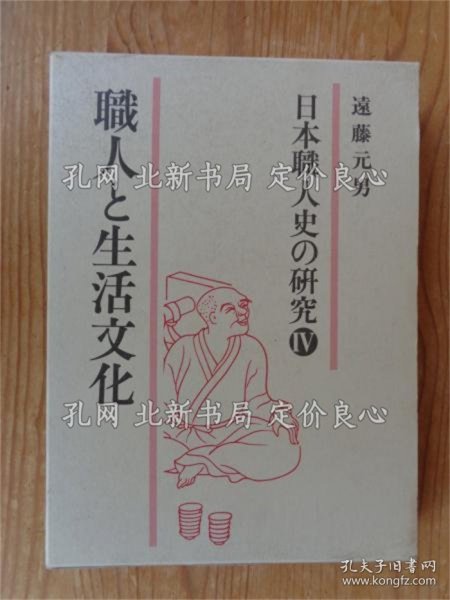 遠藤元男
日本職人史の研究Ⅳ
職人と生活文化
孔网 北新书局 定价良心
孔网 北新书局 定价良心
孔夫子旧书网
www.kongfz.com